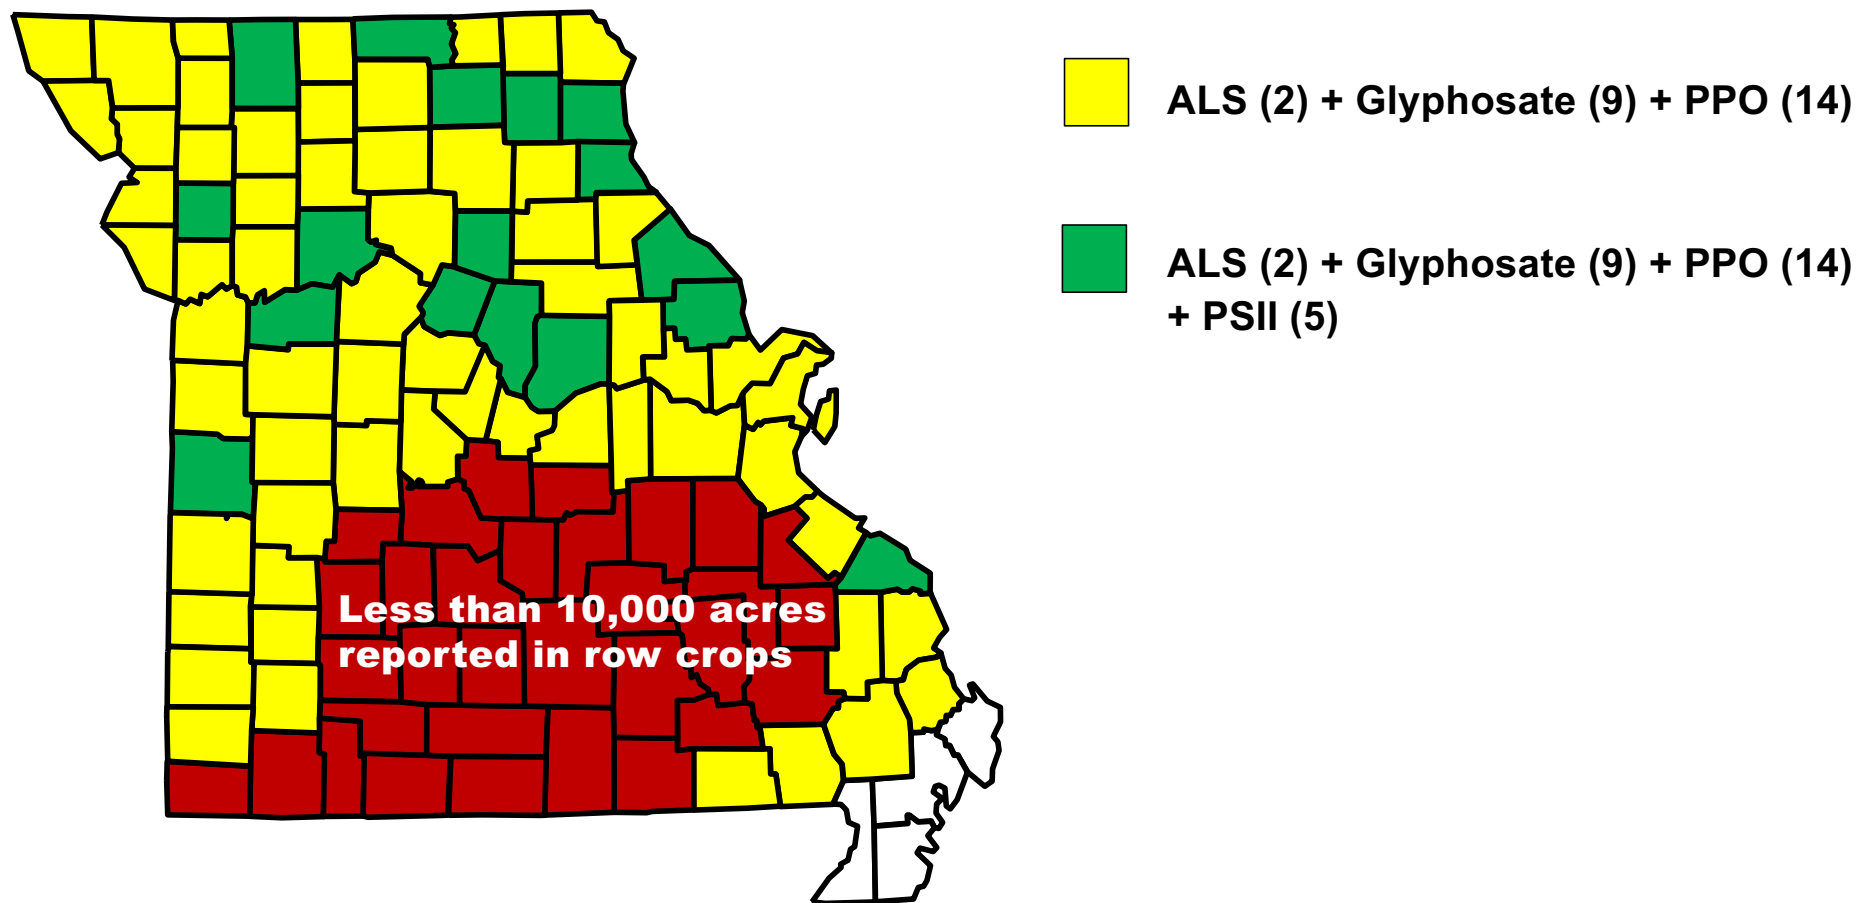 ALS (2) + Glyphosate (9) + PPO (14)
ALS (2) + Glyphosate (9) + PPO (14)
+ PSII (5)
Less than 10,000 acres
reported in row crops